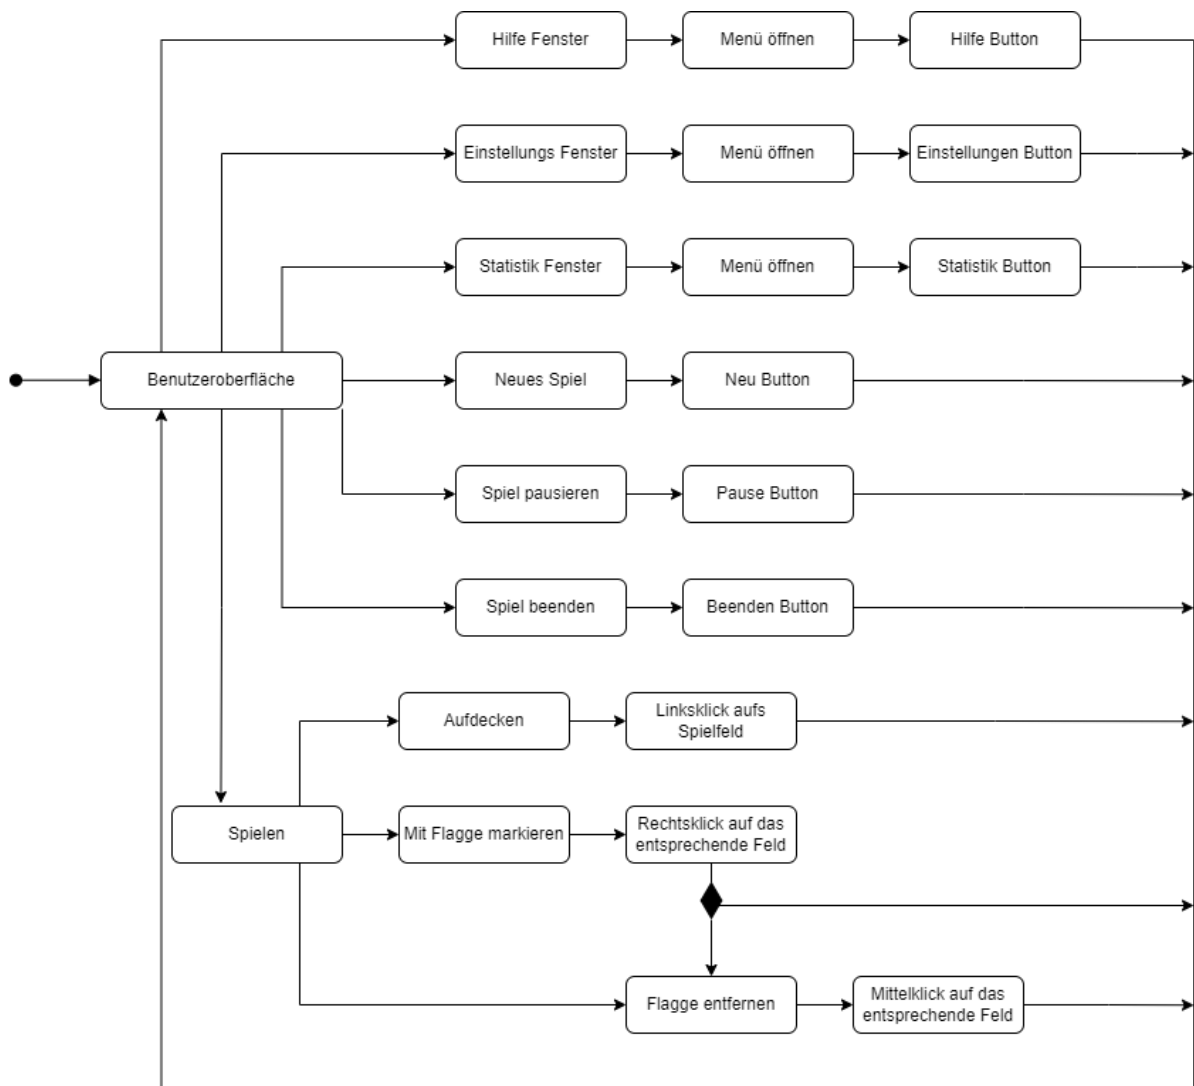 Hilfe Fenster
Menü öffnen
Hilfe Button
Einstellungs Fenster
Menü öffnen
Einstellungen Button
Statistik Fenster
Menü öffnen
Statistik Button
Benutzeroberfläche
Neues Spiel
Neu Button
Spiel pausieren
Pause Button
Spiel beenden
Beenden Button
Aufdecken
Linksklick aufs
Spielfeld
Spielen
Mit Flagge markieren
Rechtsklick auf das
entsprechende Feld
Flagge entfernen
Mittelklick auf das
entsprechende Feld